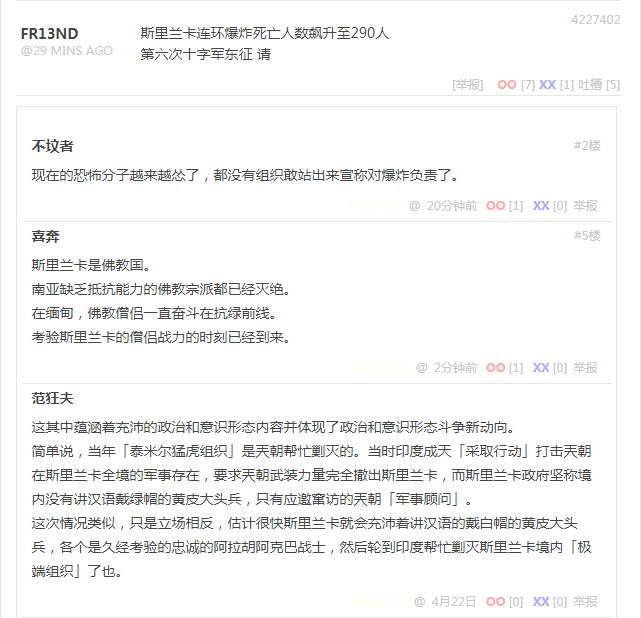 4227402
FR13ND
@29 MINS AGO
斯里兰卡连环爆炸死亡人数飙升至290人
第六次十字军东征 请
[举报] OO [7] XX [1] 吐槽 [5]
不坟者 #2楼
现在的恐怖分子越来越怂了，都没有组织敢站出来宣称对爆炸负责了。
@ 20分钟前 OO [1] XX [0] 举报
喜奔 #5楼
斯里兰卡是佛教国。
南亚缺乏抵抗能力的佛教宗派都已经灭绝。
在缅甸，佛教僧侣一直奋斗在抗绿前线。
考验斯里兰卡的僧侣战力的时刻已经到来。
@ 2分钟前 OO [1] XX [0] 举报
范狂夫
这其中蕴涵着充沛的政治和意识形态内容并体现了政治和意识形态斗争新动向。
简单说，当年「泰米尔猛虎组织」是天朝帮忙剿灭的。当时印度成天「采取行动」打击天朝
在斯里兰卡全境的军事存在，要求天朝武装力量完全撤出斯里兰卡，而斯里兰卡政府坚称境
内没有讲汉语戴绿帽的黄皮大头兵，只有应邀窜访的天朝「军事顾问」。
这次情况类似，只是立场相反，估计很快斯里兰卡就会充沛着讲汉语的戴白帽的黄皮大头
兵，各个是久经考验的忠诚的阿拉胡阿克巴战士，然后轮到印度帮忙剿灭斯里兰卡境内「极
端组织」了也。
@ 4月22日 OO [0] XX [0] 举报